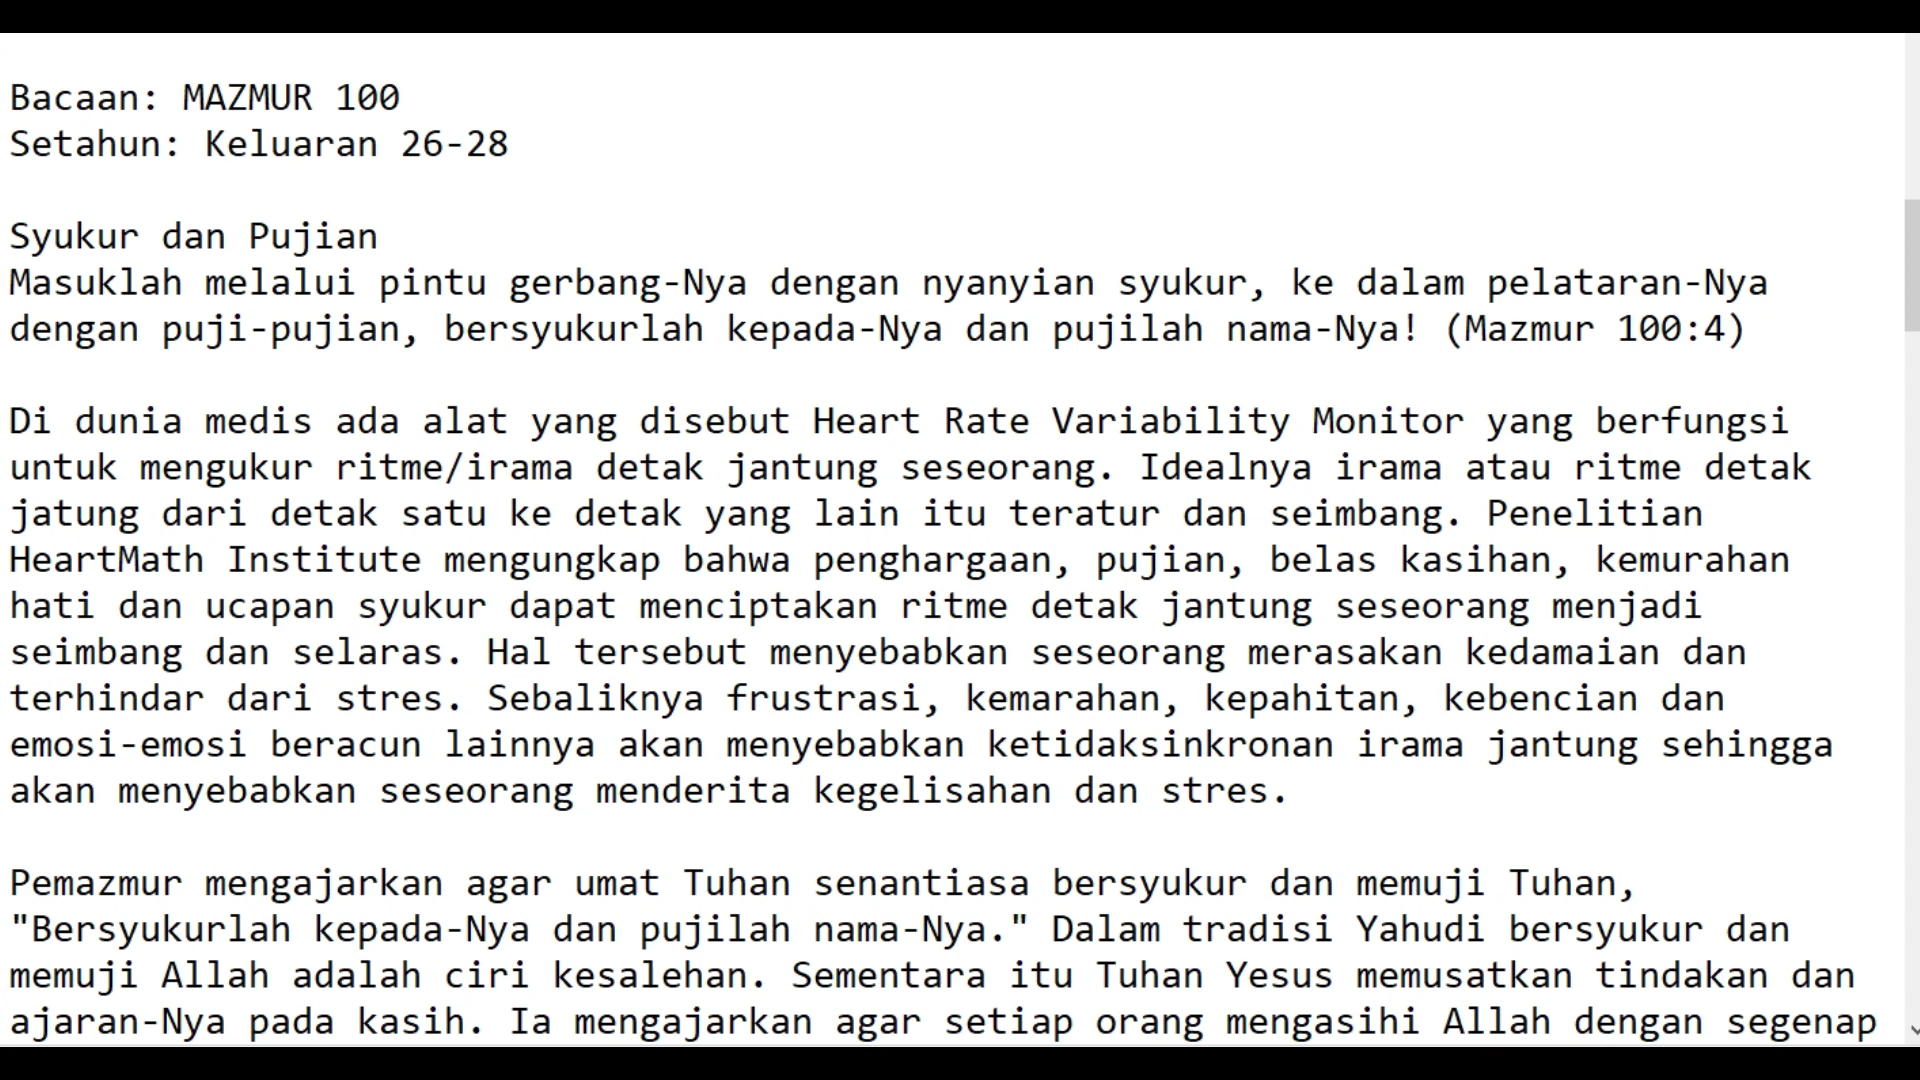 Bacaan: MAZMUR 100
Setahun: Keluaran 26-28
Syukur dan Pujian
Masuklah melalui pintu gerbang-Nya dengan nyanyian syukur, ke dalam pelataran-Nya
dengan puji-pujian, bersyukurlah kepada-Nya dan pujilah nama-Nya! (Mazmur 100:4)
Di dunia medis ada alat yang disebut Heart Rate Variability Monitor yang berfungsi
untuk mengukur ritme/irama detak jantung seseorang. Idealnya irama atau ritme detak
jatung dari detak satu ke detak yang lain itu teratur dan seimbang. Penelitian
HeartMath Institute mengungkap bahwa penghargaan, pujian, belas kasihan, kemurahan
hati dan ucapan syukur dapat menciptakan ritme detak jantung seseorang menjadi
seimbang dan selaras. Hal tersebut menyebabkan seseorang merasakan kedamaian dan
terhindar dari stres. Sebaliknya frustrasi, kemarahan, kepahitan, kebencian dan
emosi-emosi beracun lainnya akan menyebabkan ketidaksinkronan irama jantung sehingga
akan menyebabkan seseorang menderita kegelisahan dan stres.
Pemazmur mengajarkan agar umat Tuhan senantiasa bersyukur dan memuji Tuhan,
"Bersyukurlah kepada-Nya dan pujilah nama-Nya." Dalam tradisi Yahudi bersyukur dan
memuji Allah adalah ciri kesalehan. Sementara itu Tuhan Yesus memusatkan tindakan dan
ajaran-Nya pada kasih. Ia mengajarkan agar setiap orang mengasihi Allah dengan segenap